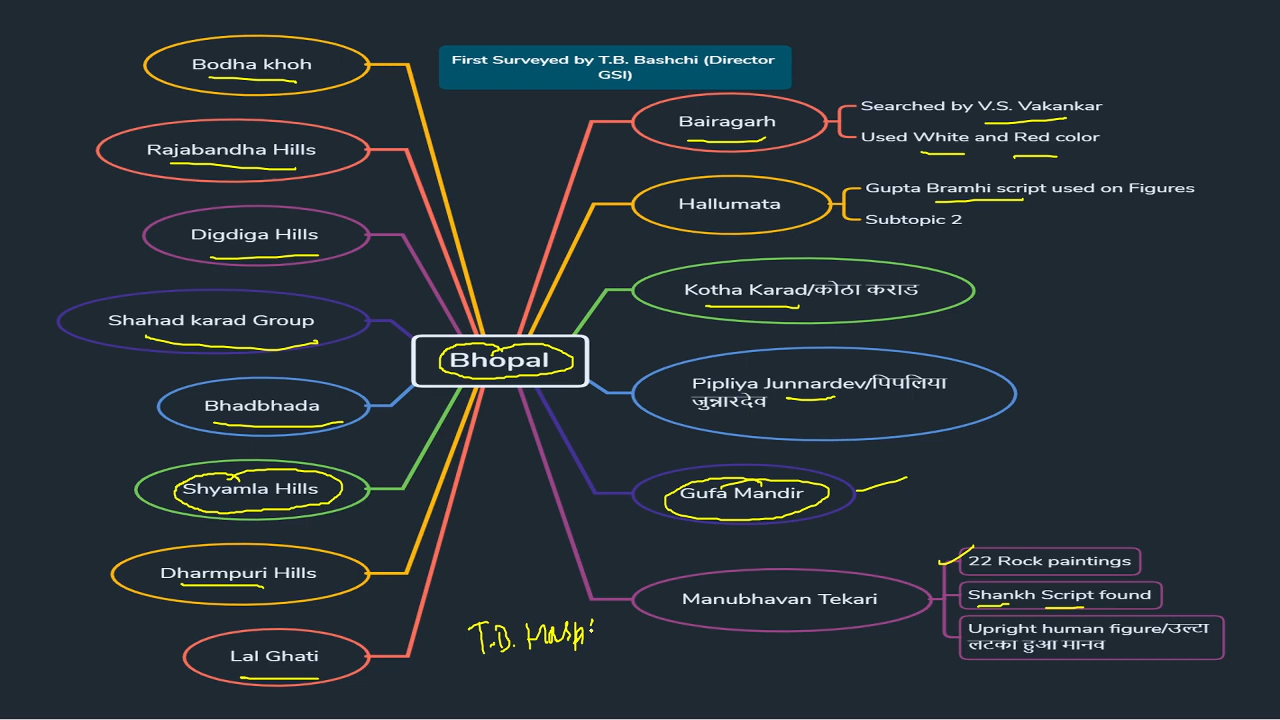 First Surveyed by T.B. Bashchi (Director
GSI)
Bodha khoh
Rajabandha Hills
Digdiga Hills
Shahad karad Group
Bhadbhada
Shyamla Hills
Dharmpuri Hills
Lal Ghati
Bhopal
Bairagarh
Searched by V.S. Vakankar
Used White and Red color
Hallumata
Gupta Bramhi script used on Figures
Subtopic 2
Kotha Karad/कोठा कराड
Pipliya Junnardev/पिपलिया
जुन्नारदेव
Gufa Mandir
Manubhavan Tekari
22 Rock paintings
Shankh Script found
Upright human figure/उल्टा
लटका हुआ मानव
T.B.